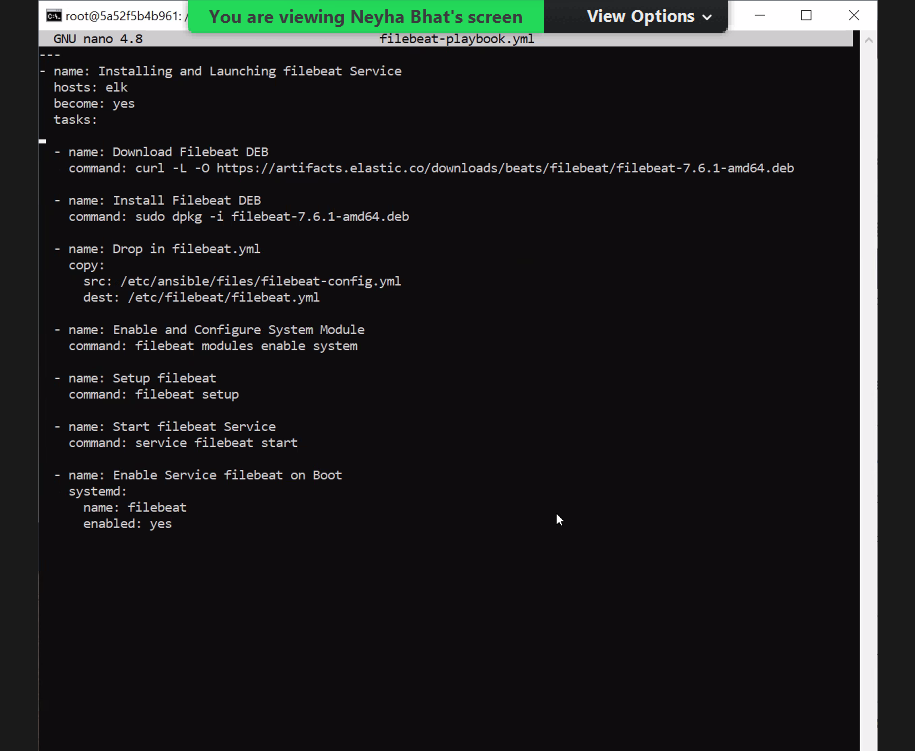 root@5a52f5b4b961: /
You are viewing Neyha Bhat's screen
View Options
GNU nano 4.8 filebeat-playbook.yml
---
- name: Installing and Launching filebeat Service
hosts: elk
become: yes
tasks:
- name: Download Filebeat DEB
command: curl -L -O https://artifacts.elastic.co/downloads/beats/filebeat/filebeat-7.6.1-amd64.deb
- name: Install Filebeat DEB
command: sudo dpkg -i filebeat-7.6.1-amd64.deb
- name: Drop in filebeat.yml
copy:
src: /etc/ansible/files/filebeat-config.yml
dest: /etc/filebeat/filebeat.yml
- name: Enable and Configure System Module
command: filebeat modules enable system
- name: Setup filebeat
command: filebeat setup
- name: Start filebeat Service
command: service filebeat start
- name: Enable Service filebeat on Boot
systemd:
name: filebeat
enabled: yes